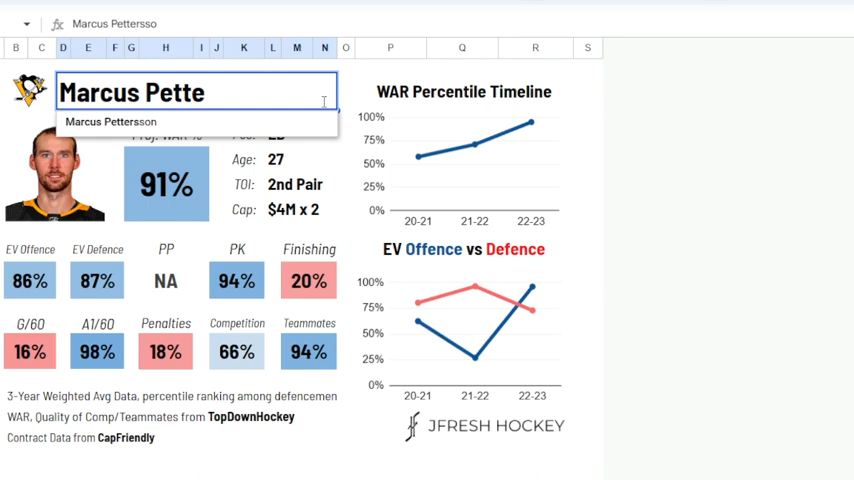 fx Marcus Pettersso
B C D E F G H I J K L M N O P Q R S
Marcus Pette
Marcus Pettersson
91%
Age: 27
TOI: 2nd Pair
Cap: $4M x 2
EV Offence EV Defence PP PK Finishing
86% 87% NA 94% 20%
G/60 A1/60 Penalties Competition Teammates
16% 98% 18% 66% 94%
3-Year Weighted Avg Data, percentile ranking among defencemen
WAR, Quality of Comp/Teammates from TopDownHockey
Contract Data from CapFriendly
WAR Percentile Timeline
100%
75%
50%
25%
0%
20-21 21-22 22-23
EV Offence vs Defence
100%
75%
50%
25%
0%
20-21 21-22 22-23
JFRESH HOCKEY